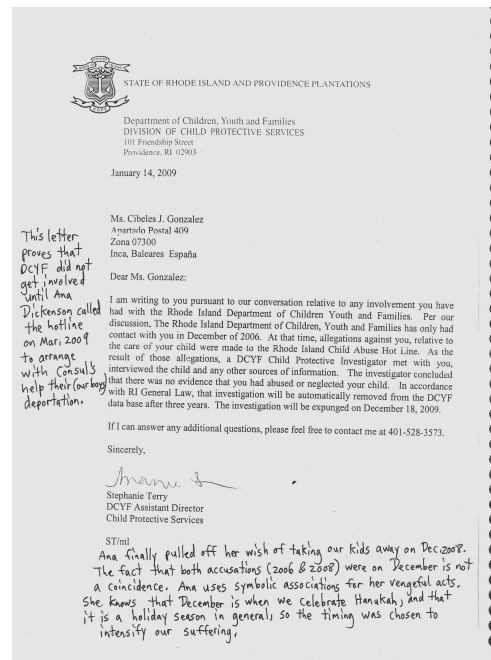 STATE OF RHODE ISLAND AND PROVIDENCE PLANTATIONS
Department of Children, Youth and Families
DIVISION OF CHILD PROTECTIVE SERVICES
101 Friendship Street
Providence, RI 02903
January 14, 2009
Ms. Cibeles J. Gonzalez
Apartado Postal 409
Zona 07300
Inca, Baleares España
Dear Ms. Gonzalez:
I am writing to you pursuant to our conversation relative to any involvement you have
had with the Rhode Island Department of Children Youth and Families. Per our
discussion, The Rhode Island Department of Children, Youth and Families has only had
contact with you in December of 2006. At that time, allegations against you, relative to
the care of your child were made to the Rhode Island Child Abuse Hot Line. As the
result of those allegations, a DCYF Child Protective Investigator met with you,
interviewed the child and any other sources of information. The investigator concluded
that there was no evidence that you had abused or neglected your child. In accordance
with RI General Law, that investigation will be automatically removed from the DCYF
data base after three years. The investigation will be expunged on December 18, 2009.
If I can answer any additional questions, please feel free to contact me at 401-528-3573.
Sincerely,
Stephanie Terry
DCYF Assistant Director
Child Protective Services
ST/ml
This letter
proves that
DCYF did not
get involved
until Ana
Dickenson called
the hotline
on Mar, 2009
to arrange
with Consul's
help their (our boys)
deportation.
Ana finally pulled off her wish of taking our kids away on Dec. 2008.
The fact that both accusations (2006 & 2008) were on December is not
a coincidence. Ana uses symbolic associations for her vengeful acts.
She knows that December is when we celebrate Hanukah, and that
it is a holiday season in general, so the timing was chosen to
intensify our suffering.